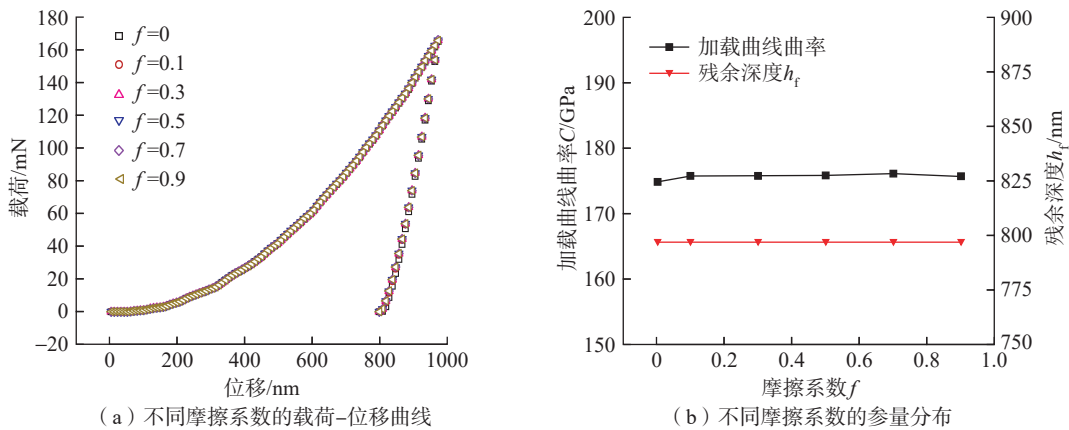 180
160
140
120
100
80
60
40
20
0
–20
载荷/mN
f=0
f=0.1
f=0.3
f=0.5
f=0.7
f=0.9
0 200 400 600 800 1000
位移/nm
（a）不同摩擦系数的载荷–位移曲线
200
190
180
170
160
150
加载曲线曲率C/GPa
加载曲线曲率
残余深度hf
900
875
850
825
800
775
750
残余深度hf/nm
0 0.2 0.4 0.6 0.8 1.0
摩擦系数f
（b）不同摩擦系数的参量分布